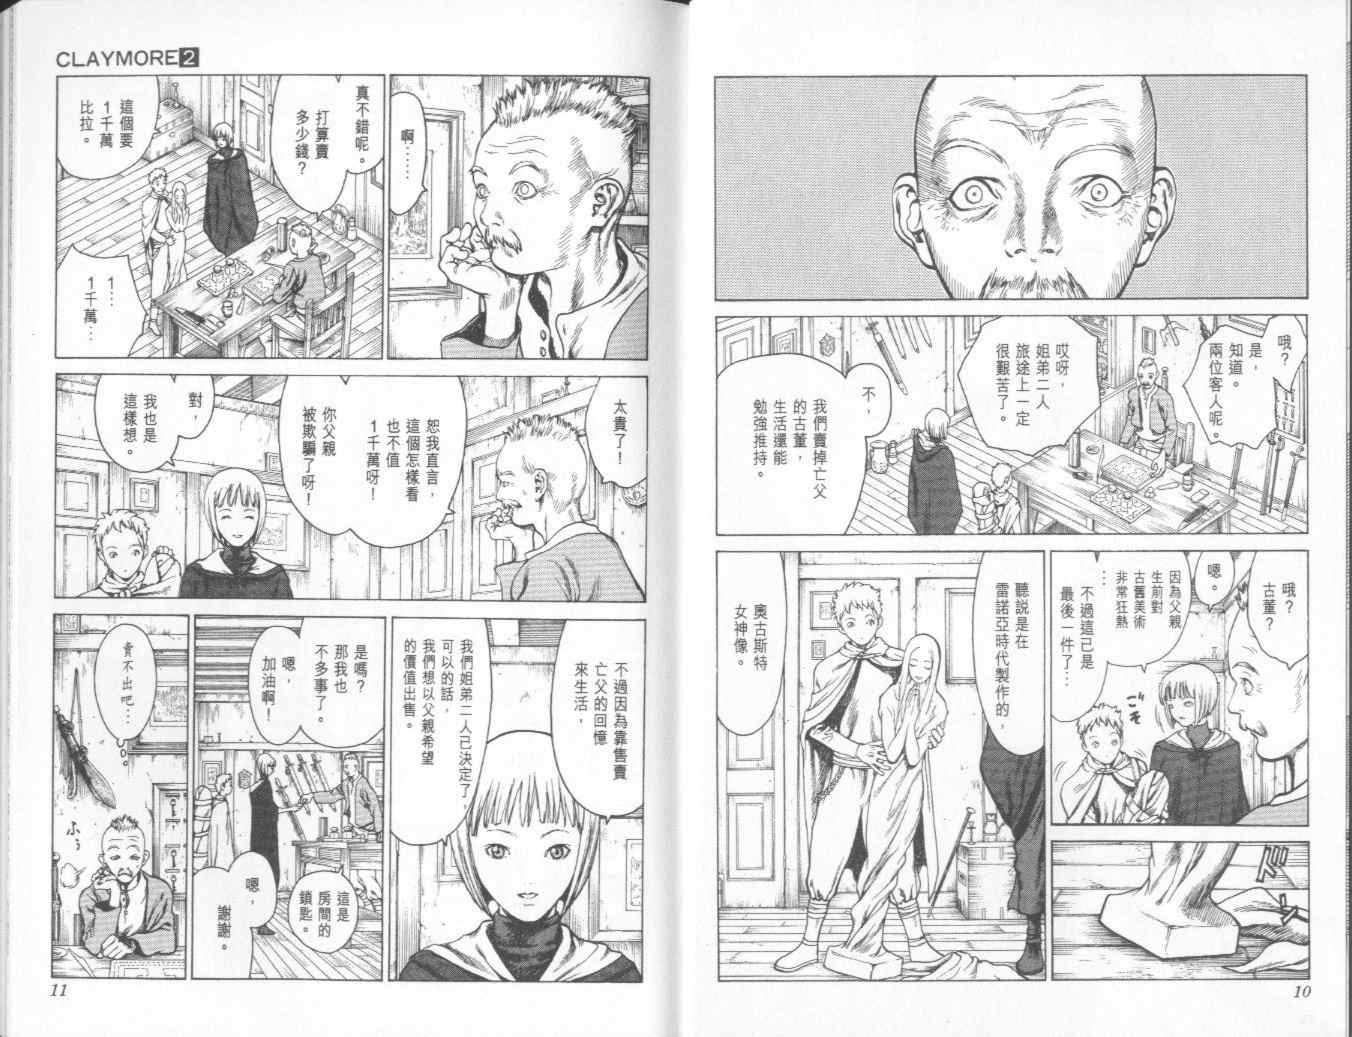 哦？
是，
知道。
兩位客人呢。
哎呀，
姐弟二人
旅途上一定
很艱苦了。
不，
我們賣掉亡父
的古董，
生活還能
勉強推持。
哦？
古董？
嗯。
因為父親
生前對
古舊美術
非常狂熱
…
不過這已是
最後一件了…
ごそ
ドン
聽說是在
雷諾亞時代製作的，
奧古斯特
女神像。
10
CLAYMORE2
啊……
真不錯呢。
打算賣
多少錢？
這個要
1千萬
比拉。
1…
1千萬…
太貴了！
恕我直言，
這個怎樣看
也不值
1千萬呀！
你父親
被欺騙了呀！
對，
我也是
這樣想。
不過因為靠售賣
亡父的回憶
來生活，
我們姐弟二人已決定了，
可以的話，
我們想以父親希望
的價值出售。
是嗎？
那我也
不多事了。
嗯，
加油啊！
這是
房間的
鎖匙。
嗯，
謝謝。
賣不出吧…
ふぅ
11